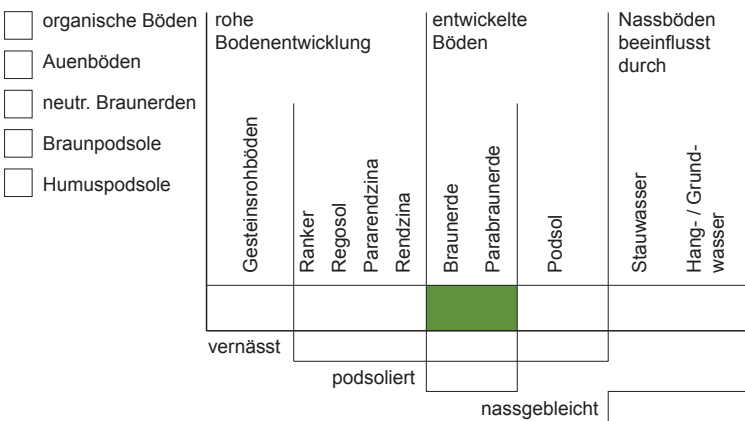 organische Böden
Auenböden
neutr. Braunerden
Braunpodsole
Humuspodsole
rohe
Bodenentwicklung
entwickelte
Böden
Nassböden
beeinflusst
durch
Gesteinsrohböden
Ranker
Regosol
Pararendzina
Rendzina
Braunerde
Parabraunerde
Podsol
Stauwasser
Hang- / Grund-
wasser
vernässt
podsoliert
nassgebleicht